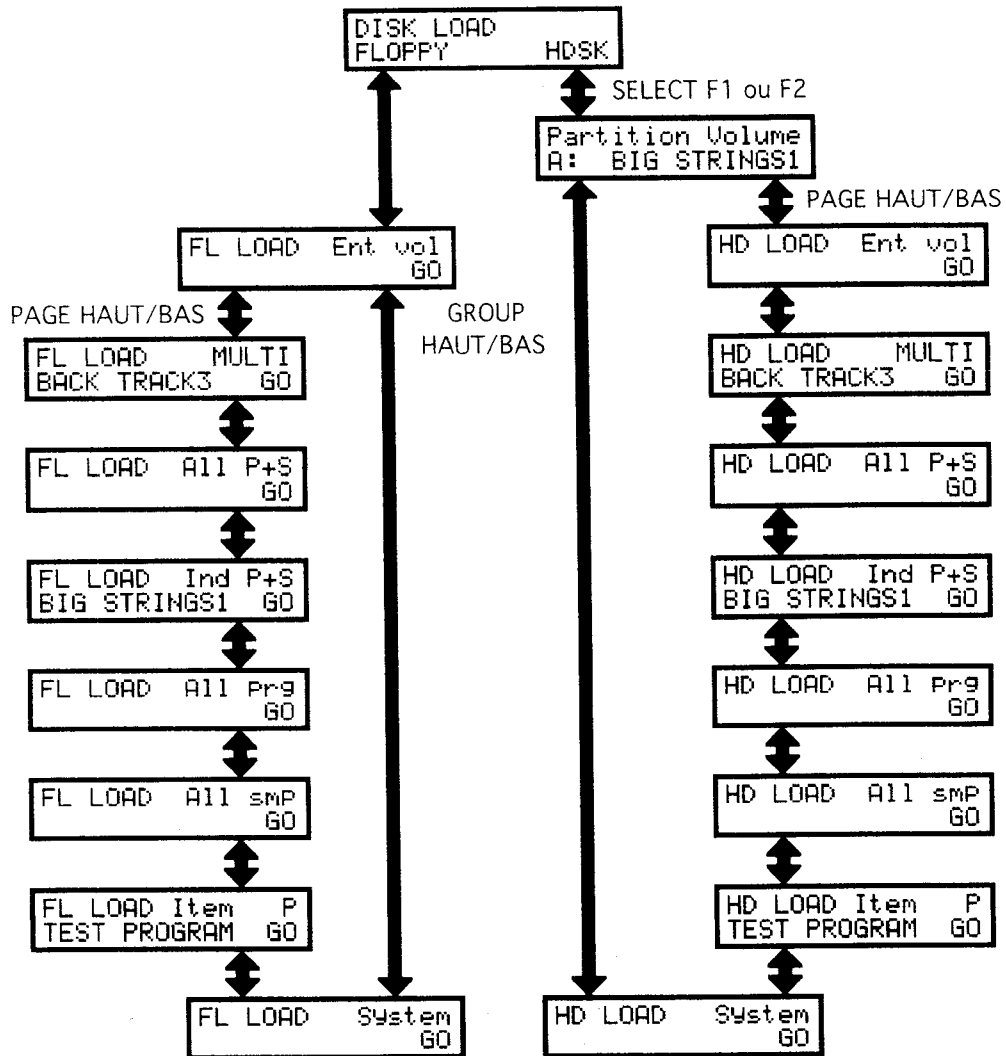 DISK LOAD
FLOPPY HDSK
SELECT F1 ou F2
Partition Volume
A: BIG STRINGS1
PAGE HAUT/BAS
FL LOAD Ent vol
GO
HD LOAD Ent vol
GO
PAGE HAUT/BAS
GROUP
HAUT/BAS
FL LOAD MULTI
BACK TRACK3 GO
HD LOAD MULTI
BACK TRACK3 GO
FL LOAD All P+S
GO
HD LOAD All P+S
GO
FL LOAD Ind P+S
BIG STRINGS1 GO
HD LOAD Ind P+S
BIG STRINGS1 GO
FL LOAD All prg
GO
HD LOAD All prg
GO
FL LOAD All smp
GO
HD LOAD All smp
GO
FL LOAD Item P
TEST PROGRAM GO
HD LOAD Item P
TEST PROGRAM GO
FL LOAD System
GO
HD LOAD System
GO